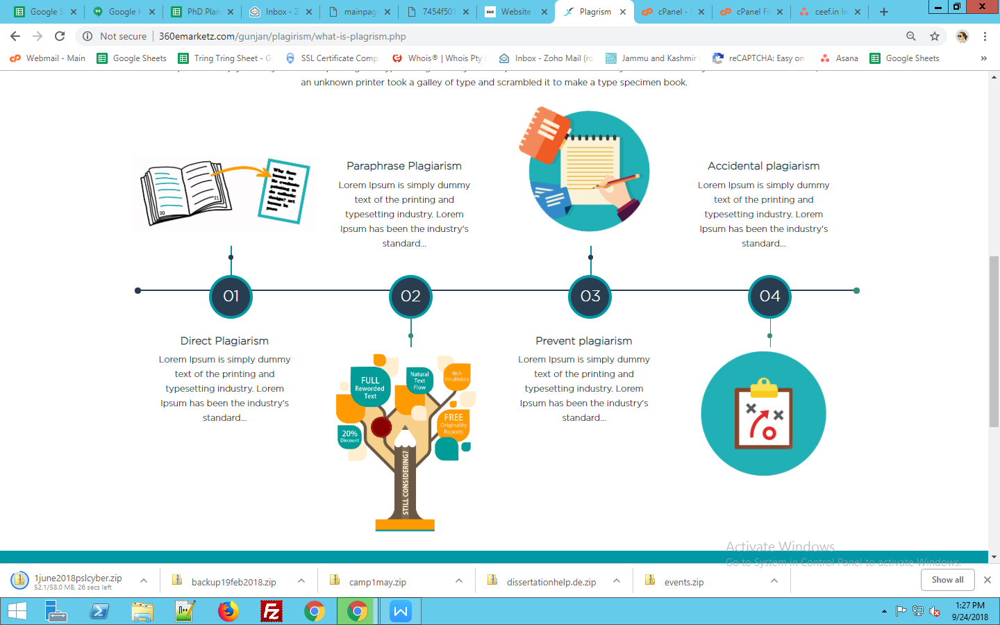 Google S
Google H
PhD Plan
Inbox - Z
mainpag
7454f501
Website
Plagrism
cPanel -
cPanel Fi
ceef.in In
Not secure
360emarketz.com/gunjan/plagirism/what-is-plagrism.php
Webmail - Main
Google Sheets
Tring Tring Sheet - G
SSL Certificate Comp
Whois® | Whois Pty
Inbox - Zoho Mail (ro
Jammu and Kashmir
reCAPTCHA: Easy on
Asana
Google Sheets
an unknown printer took a galley of type and scrambled it to make a type specimen book.
20
21
Paraphrase Plagiarism
Lorem Ipsum is simply dummy
text of the printing and
typesetting industry. Lorem
Ipsum has been the industry's
standard...
Accidental plagiarism
Lorem Ipsum is simply dummy
text of the printing and
typesetting industry. Lorem
Ipsum has been the industry's
standard...
01
02
03
04
Direct Plagiarism
Lorem Ipsum is simply dummy
text of the printing and
typesetting industry. Lorem
Ipsum has been the industry's
standard...
FULL
Reworded
Text
Natural
Text
Flow
Rich
Vocabulary
FREE
Originality
Reports
20%
Discount
STILL CONSIDERING?
Prevent plagiarism
Lorem Ipsum is simply dummy
text of the printing and
typesetting industry. Lorem
Ipsum has been the industry's
standard...
Activate Windows
Go to System in Control Panel to activate Windows.
1june2018pslcyber.zip
52.1/58.0 MB, 26 secs left
backup19feb2018.zip
camp1may.zip
dissertationhelp.de.zip
events.zip
Show all
1:27 PM
9/24/2018